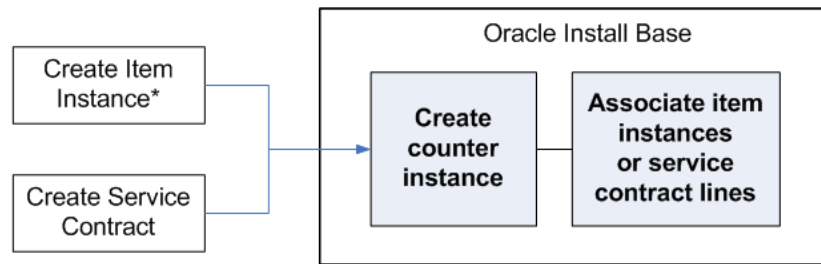 Create Item
Instance*
Create Service
Contract
Oracle Install Base
Create
counter
instance
Associate item
instances
or service
contract lines